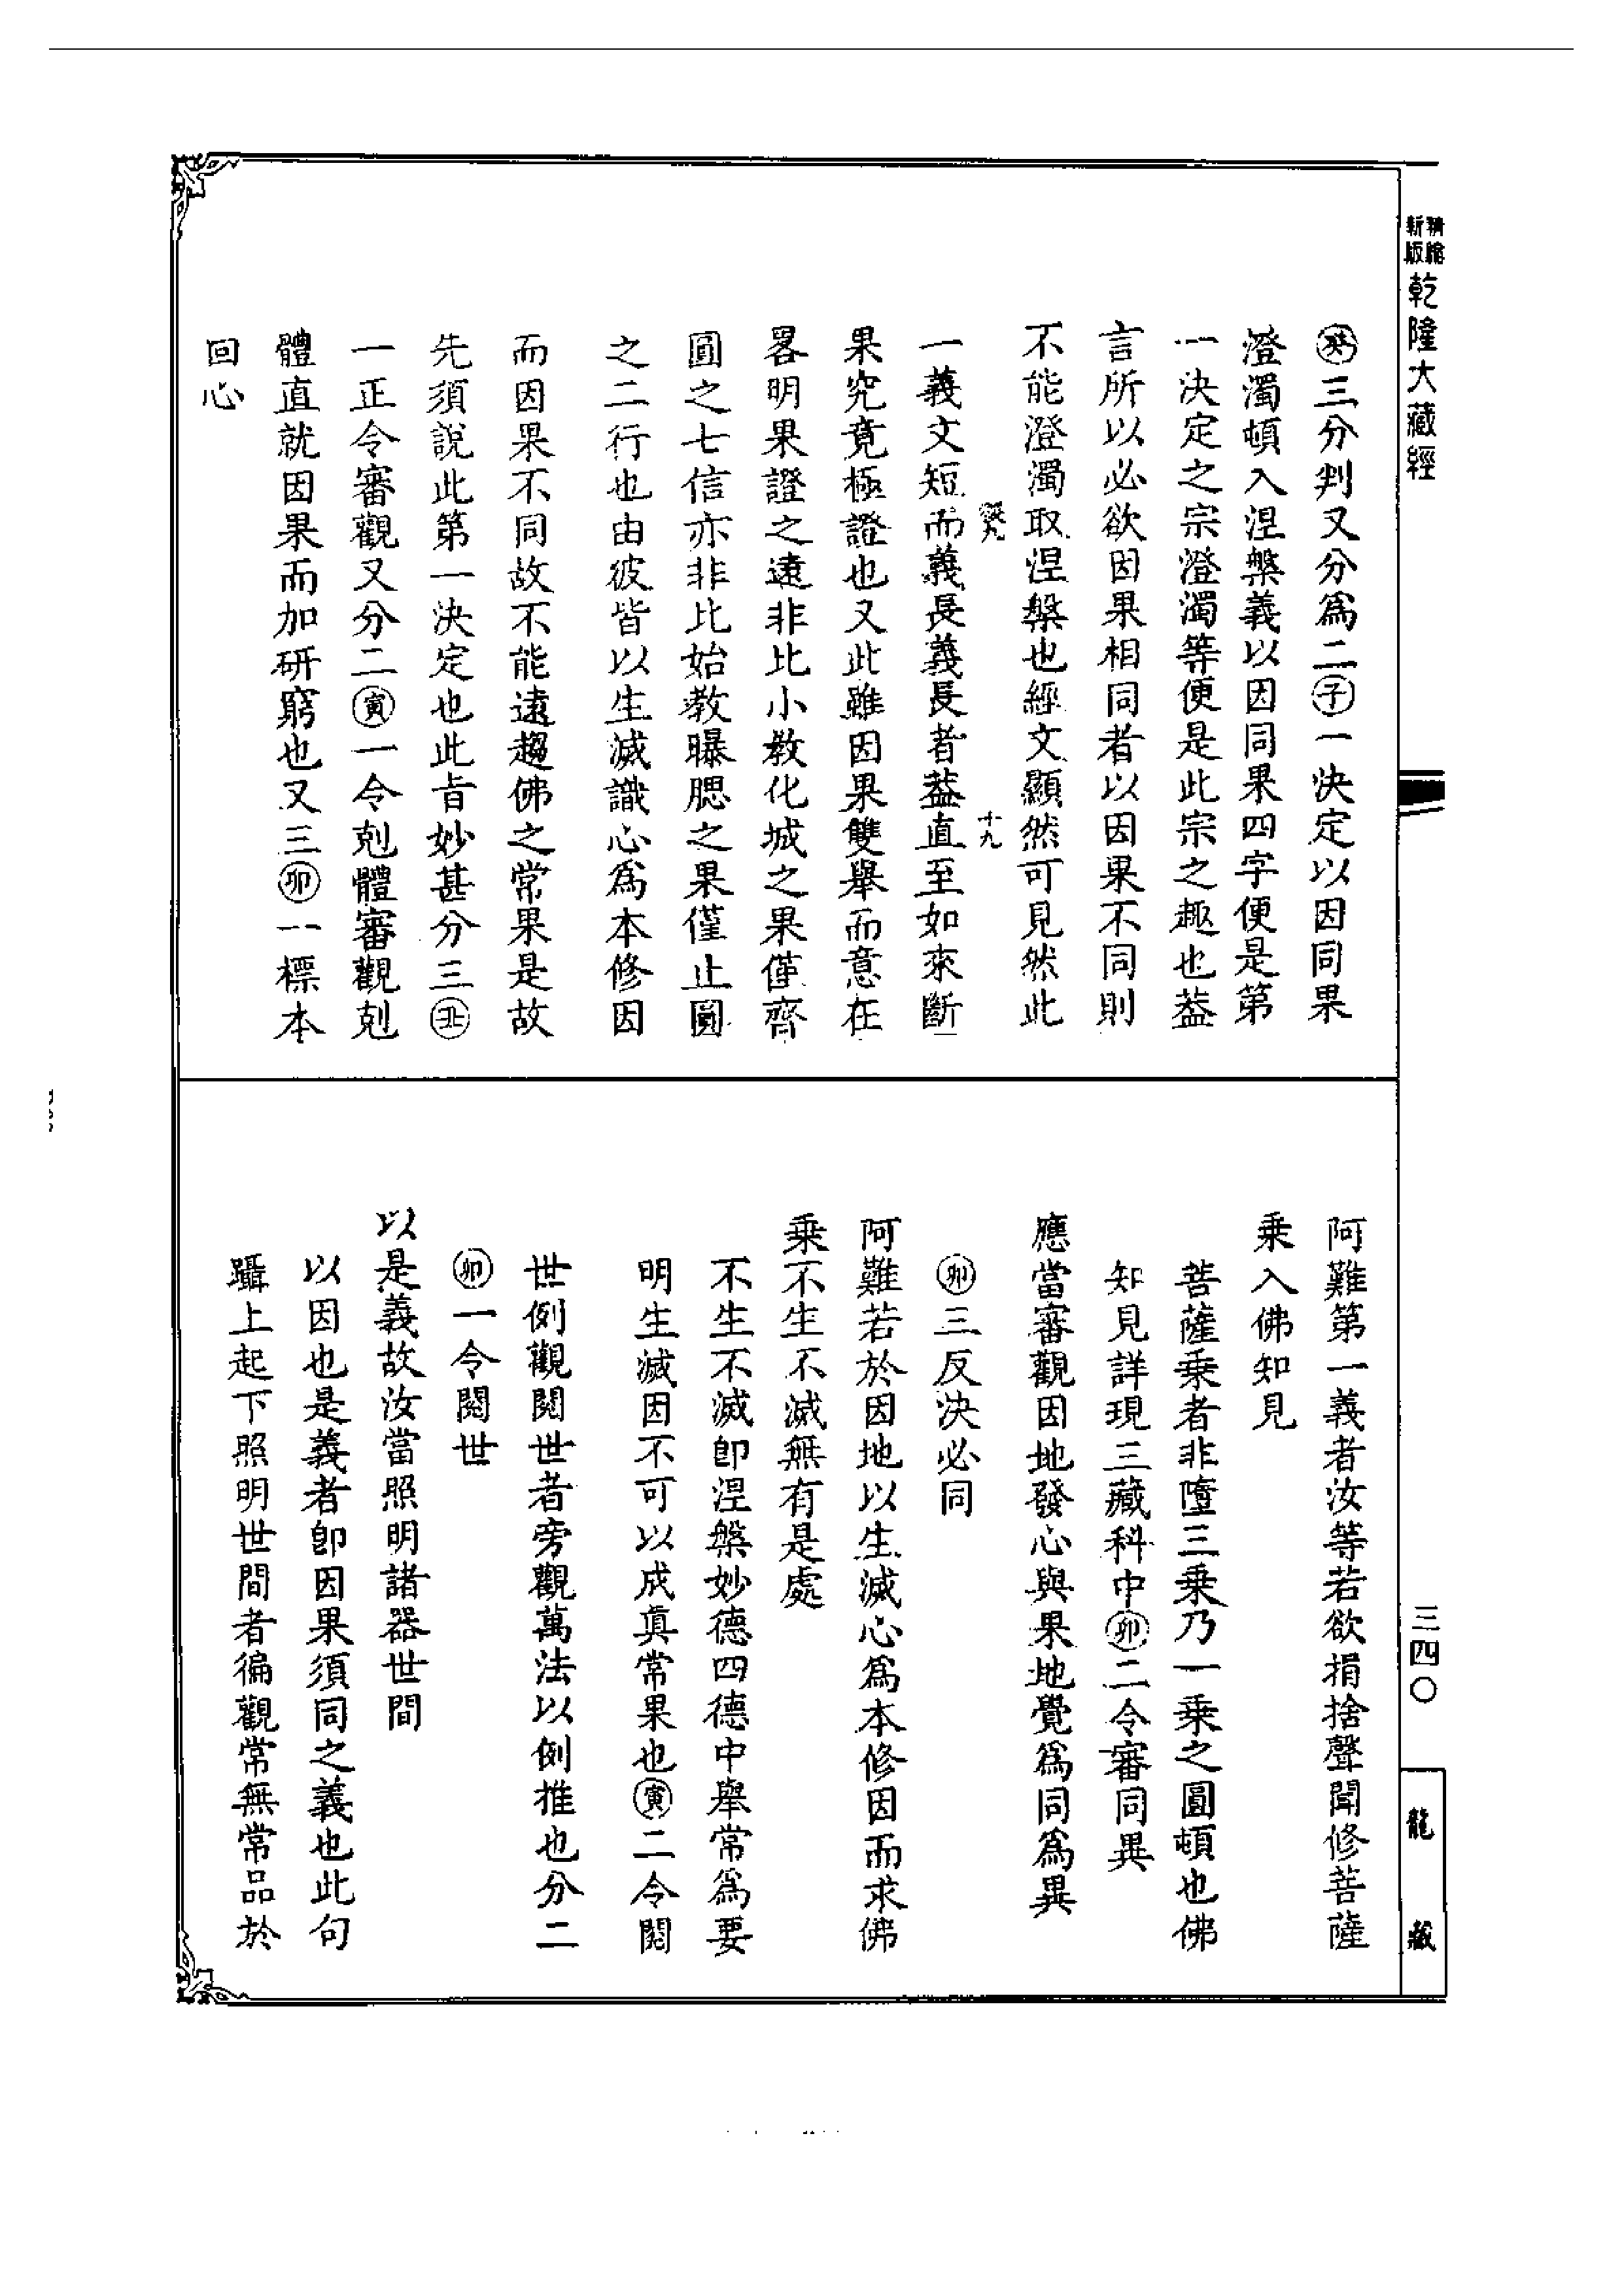 精縮新版乾隆大藏經
三四〇
龍藏
㊛三分判又分爲二㊛一決定以因同果
澄濁頓入涅槃義以因同果四字便是第
一決定之宗澄濁等便是此宗之趣也葢
言所以必欲因果相同者以因果不同則
不能澄濁取涅槃也經文顯然可見然此
十九
一義文短而義長義長者葢直至如來斷
果究竟極證也又此雖因果雙舉而意在
畧明果證之遠非比小教化城之果僅齊
圓之七信亦非比始教曝腮之果僅止圓
之二行也由彼皆以生滅識心爲本修因
而因果不同故不能遠趨佛之常果是故
先須說此第一決定也此旨妙甚分三㊛
一正令審觀又分二㊛一令剋體審觀剋
體直就因果而加研窮也又三㊛一標本
回心
阿難第一義者汝等若欲捐捨聲聞修菩薩
乘入佛知見
菩薩乘者非墮三乘乃一乘之圓頓也佛
知見詳現三藏科中㊛二令審同異
應當審觀因地發心與果地覺爲同爲異
㊛三反決必同
阿難若於因地以生滅心爲本修因而求佛
乘不生不滅無有是處
不生不滅卽涅槃妙德四德中舉常爲要
明生滅因不可以成真常果也㊛二令閱
世例觀閱世者旁觀萬法以例推也分二
㊛一令閱世
以是義故汝當照明諸器世間
以因也是義者卽因果須同之義也此句
躡上起下照明世間者徧觀常無常品於